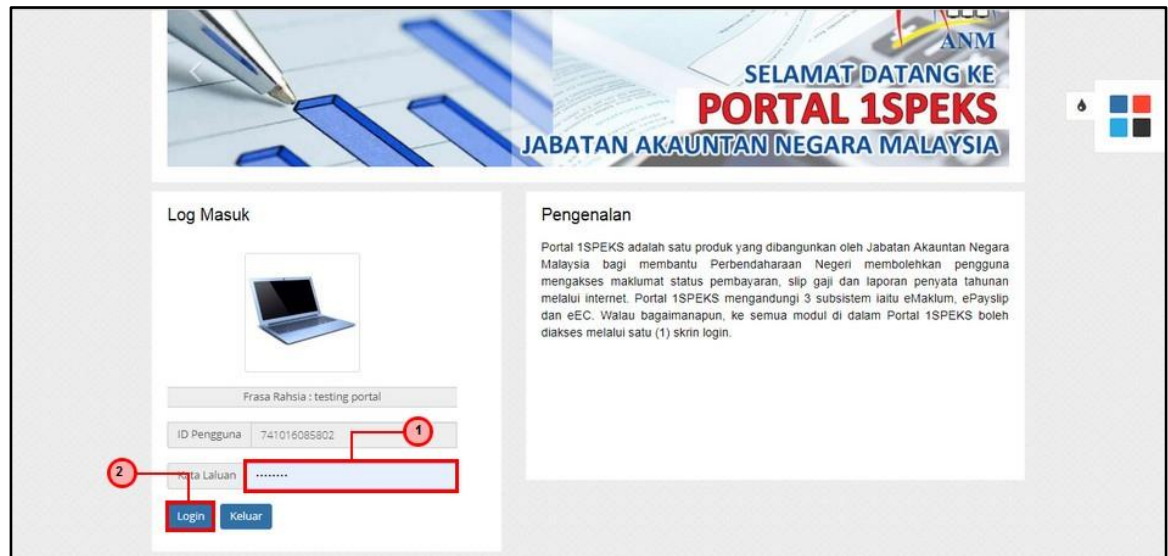 ANM
SELAMAT DATANG KE
PORTAL 1SPEKS
JABATAN AKAUNTAN NEGARA MALAYSIA
Log Masuk
Frasa Rahsia : testing portal
ID Pengguna 741016085802
1
2
Kata Laluan ········
Login Keluar
Pengenalan
Portal 1SPEKS adalah satu produk yang dibangunkan oleh Jabatan Akauntan Negara
Malaysia bagi membantu Perbendaharaan Negeri membolehkan pengguna
mengakses maklumat status pembayaran, slip gaji dan laporan penyata tahunan
melalui internet. Portal 1SPEKS mengandungi 3 subsistem iaitu eMaklum, ePayslip
dan eEC. Walau bagaimanapun, ke semua modul di dalam Portal 1SPEKS boleh
diakses melalui satu (1) skrin login.